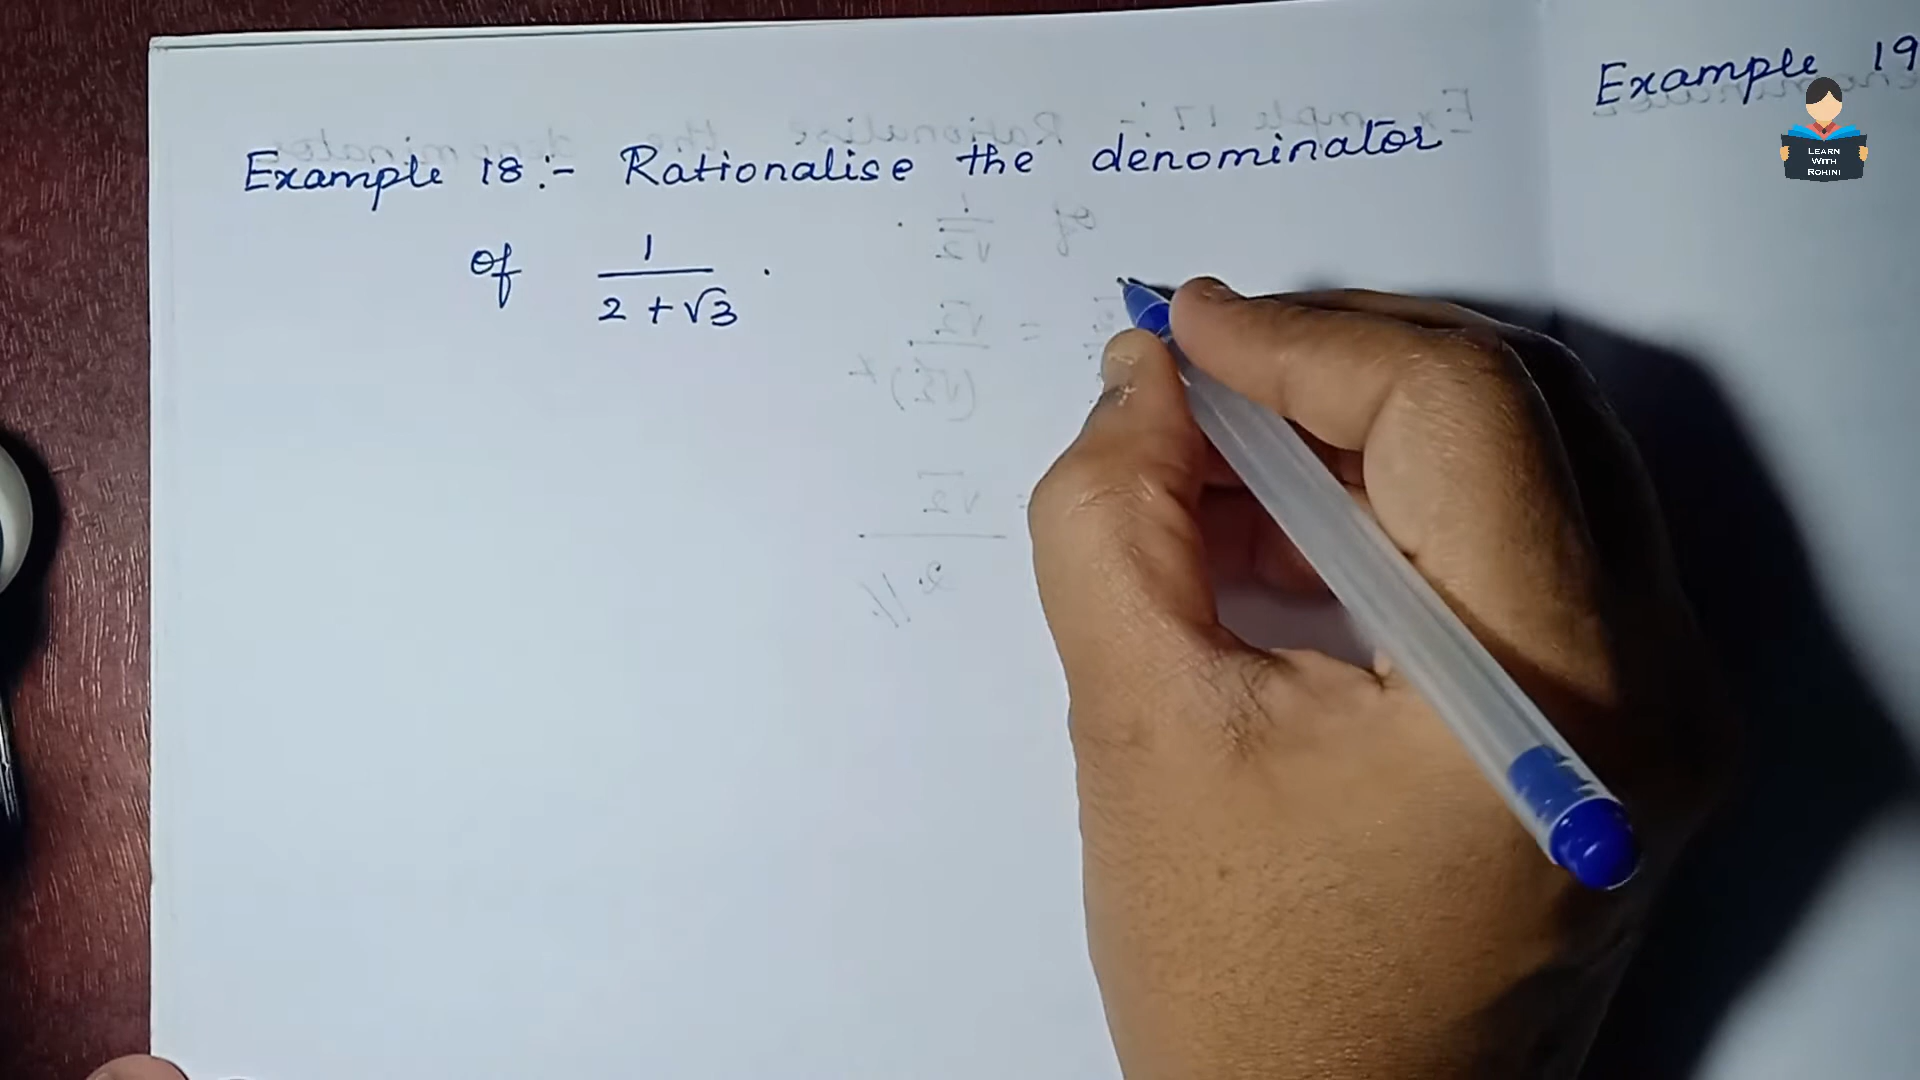 Example 18:- Rationalise the denominator
of 1/(2 + √3) .
Example 19
LEARN
WITH
ROHINI